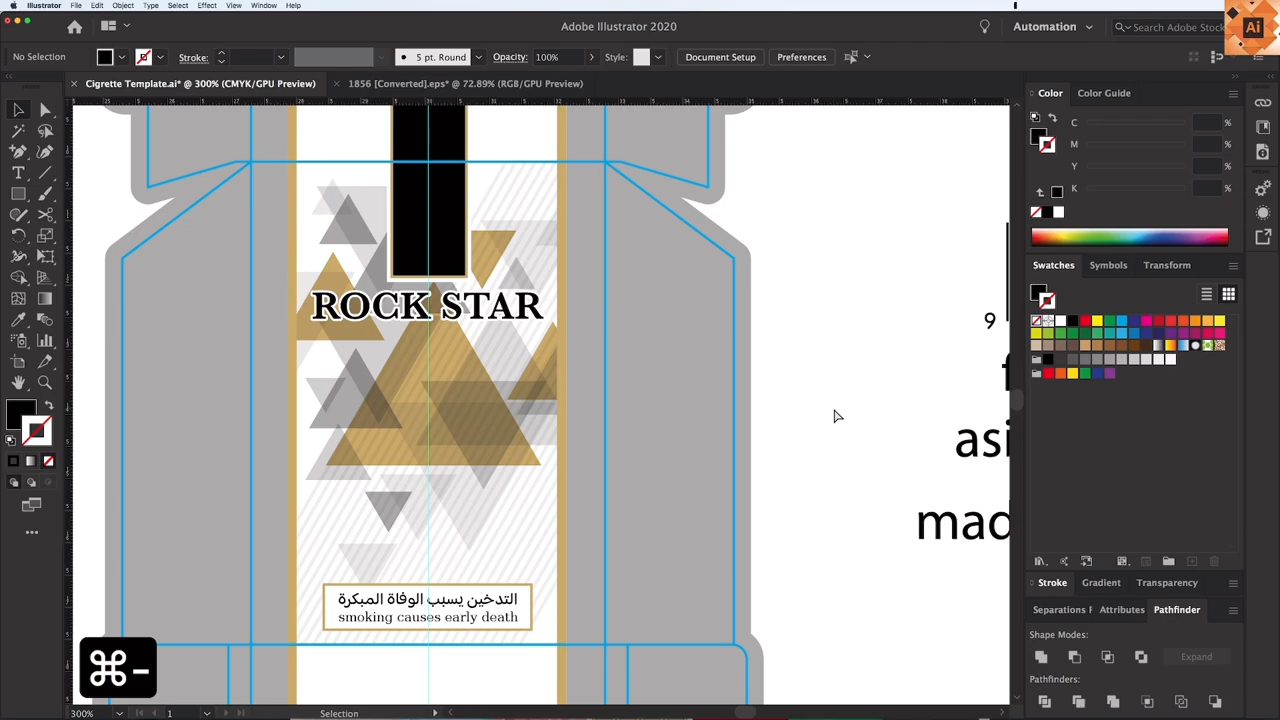 Illustrator File Edit Object Type Select Effect View Window Help
Adobe Illustrator 2020
Automation
Search Adobe Stock
Ai
No Selection
Stroke:
5 pt. Round
Opacity: 100%
Style:
Document Setup
Preferences
Cigrette Template.ai* @ 300% (CMYK/GPU Preview)
1856 [Converted].eps* @ 72.89% (RGB/GPU Preview)
Color Color Guide
C %
M %
Y %
K %
Swatches Symbols Transform
ROCK STAR
9
f
asi
mad
التدخين يسبب الوفاة المبكرة
smoking causes early death
Stroke Gradient Transparency
Separations Attributes Pathfinder
Shape Modes:
Expand
Pathfinders:
⌘-
300% 1 Selection